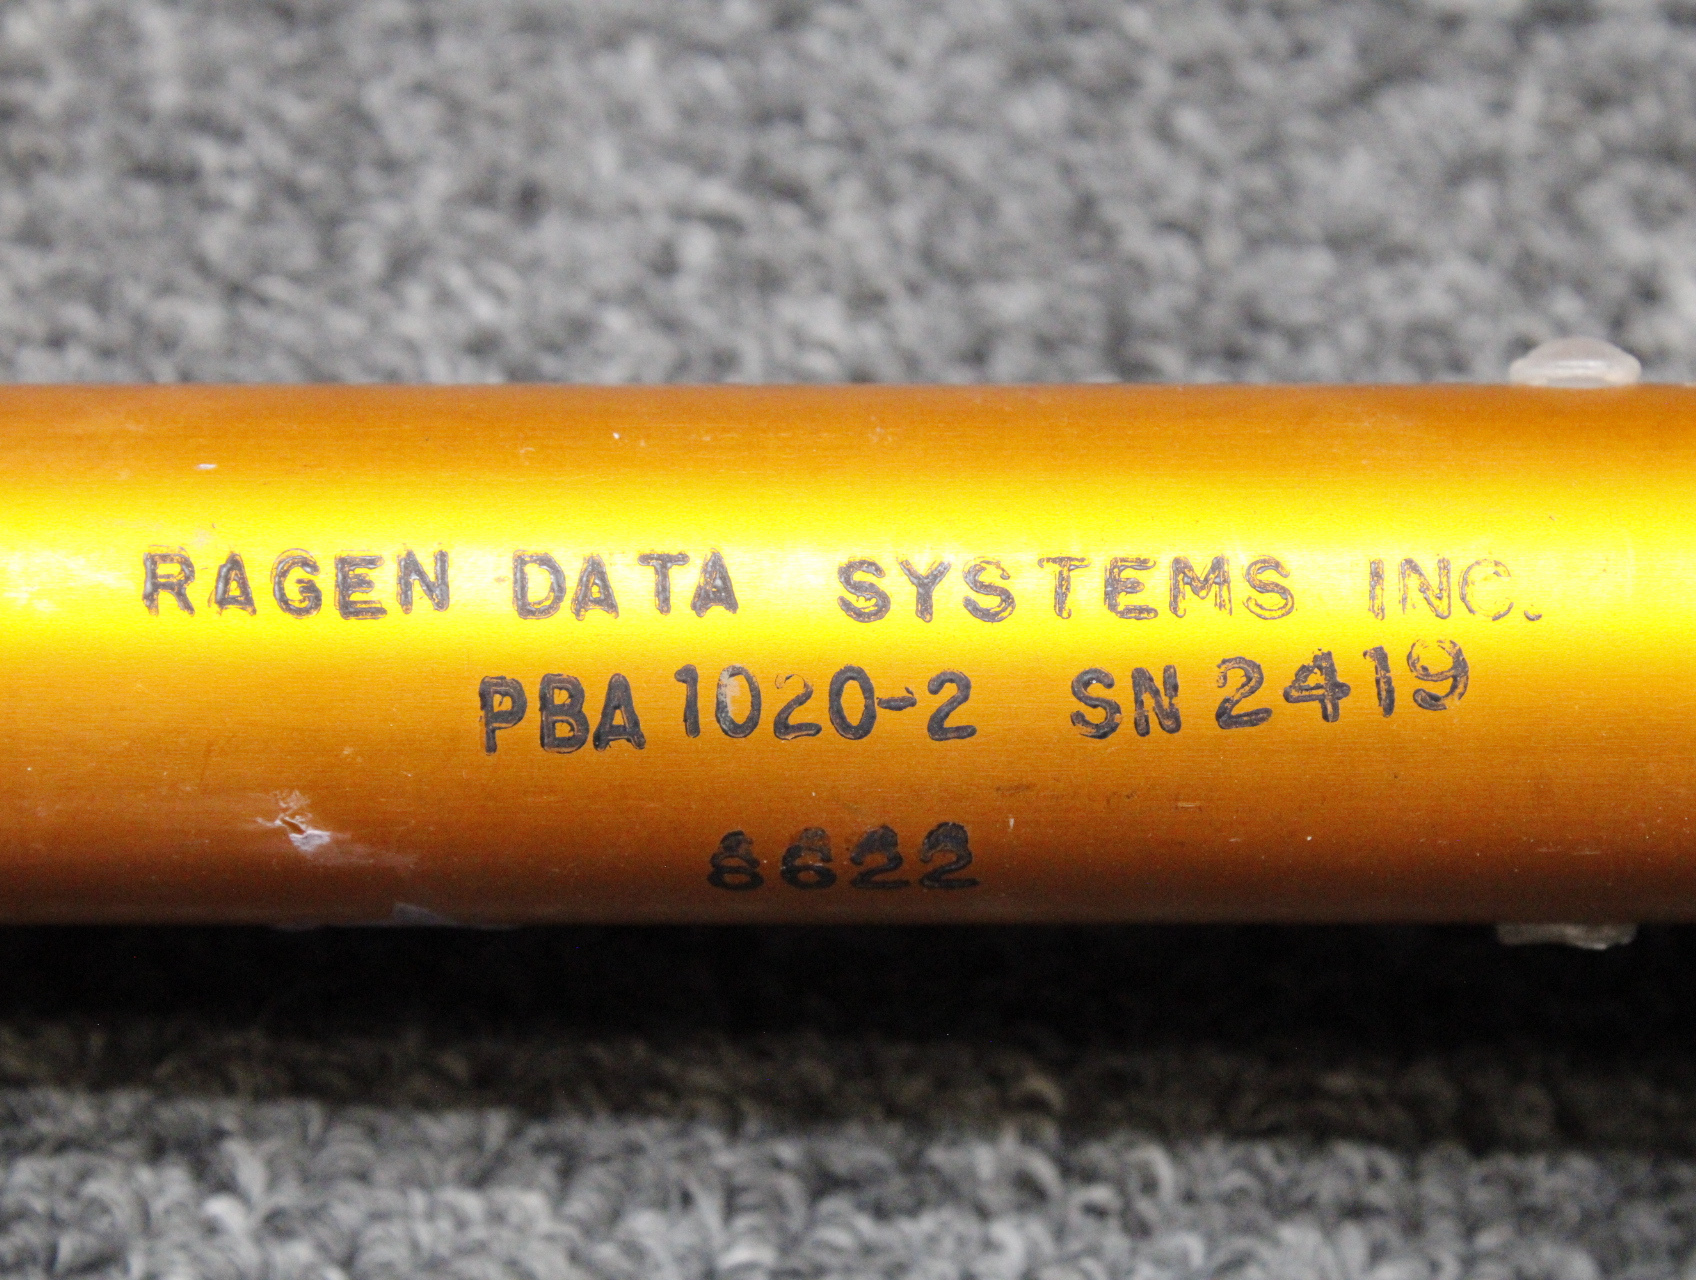 RAGEN DATA SYSTEMS INC.
PBA 1020-2 SN 2419
8622